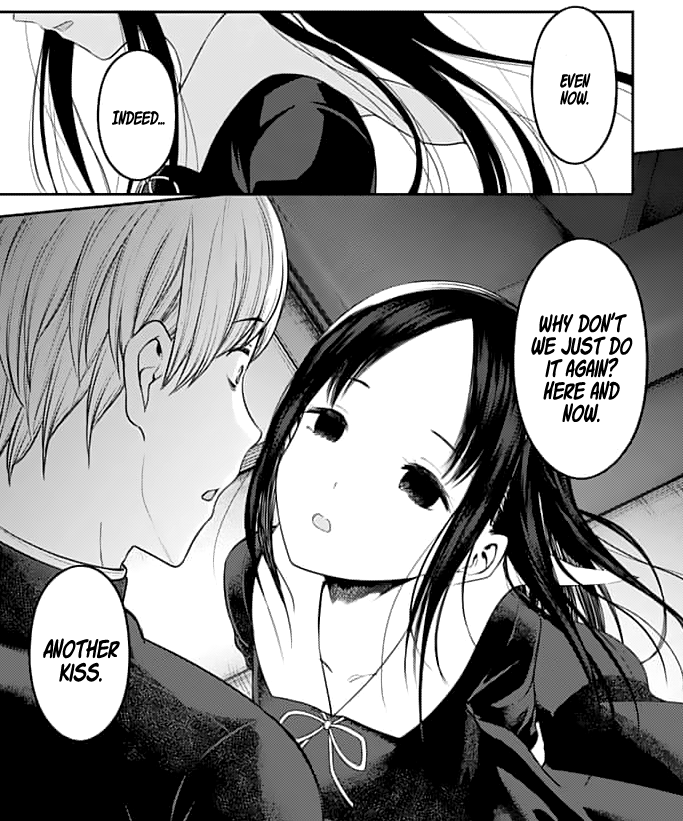 EVEN
NOW.
INDEED...
WHY DON'T
WE JUST DO
IT AGAIN?
HERE AND
NOW.
ANOTHER
KISS.